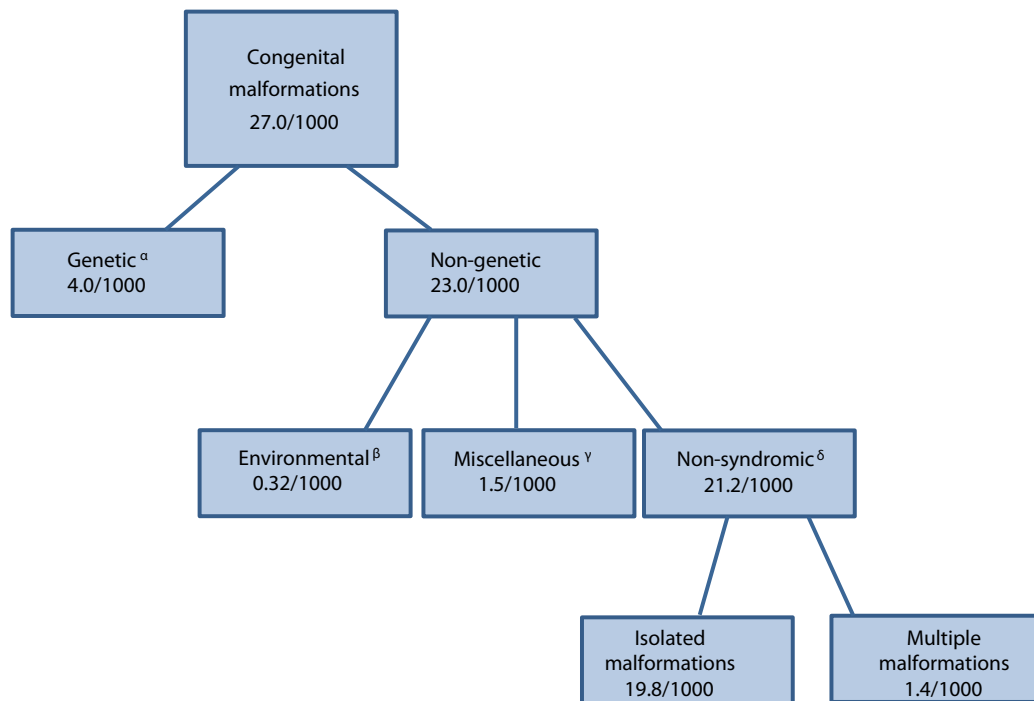 Congenital
malformations
27.0/1000
Genetic α
4.0/1000
Non-genetic
23.0/1000
Environmental β
0.32/1000
Miscellaneous γ
1.5/1000
Non-syndromic δ
21.2/1000
Isolated
malformations
19.8/1000
Multiple
malformations
1.4/1000